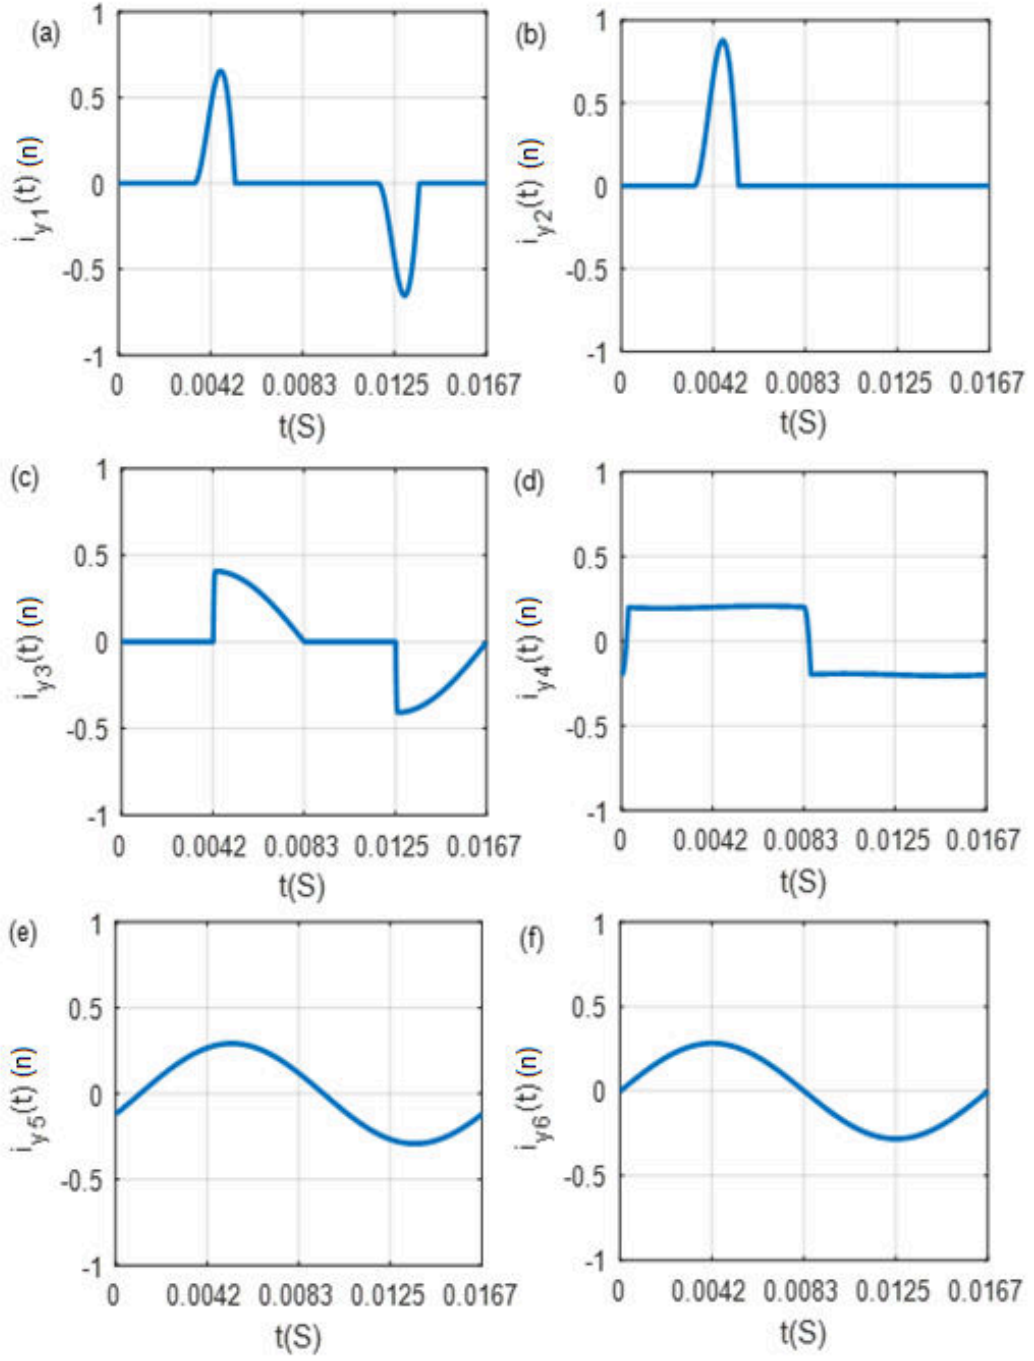 (a)
1
0.5
0
-0.5
-1
i_y1(t) (n)
0 0.0042 0.0083 0.0125 0.0167
t(S)
(b)
1
0.5
0
-0.5
-1
i_y2(t) (n)
0 0.0042 0.0083 0.0125 0.0167
t(S)
(c)
1
0.5
0
-0.5
-1
i_y3(t) (n)
0 0.0042 0.0083 0.0125 0.0167
t(S)
(d)
1
0.5
0
-0.5
-1
i_y4(t) (n)
0 0.0042 0.0083 0.0125 0.0167
t(S)
(e)
1
0.5
0
-0.5
-1
i_y5(t) (n)
0 0.0042 0.0083 0.0125 0.0167
t(S)
(f)
1
0.5
0
-0.5
-1
i_y6(t) (n)
0 0.0042 0.0083 0.0125 0.0167
t(S)